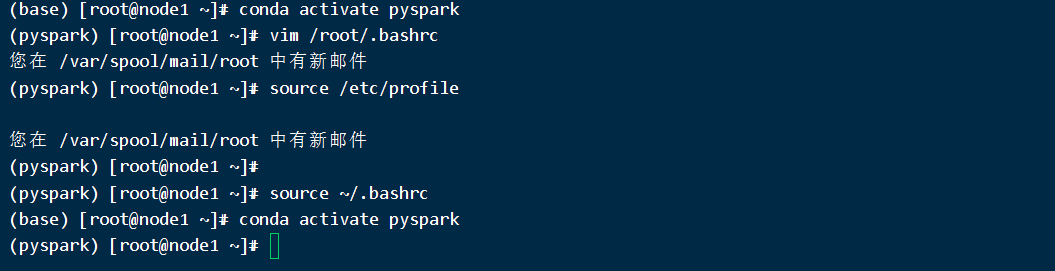 (base) [root@node1 ~]# conda activate pyspark
(pyspark) [root@node1 ~]# vim /root/.bashrc
您在 /var/spool/mail/root 中有新邮件
(pyspark) [root@node1 ~]# source /etc/profile
您在 /var/spool/mail/root 中有新邮件
(pyspark) [root@node1 ~]#
(pyspark) [root@node1 ~]# source ~/.bashrc
(base) [root@node1 ~]# conda activate pyspark
(pyspark) [root@node1 ~]#